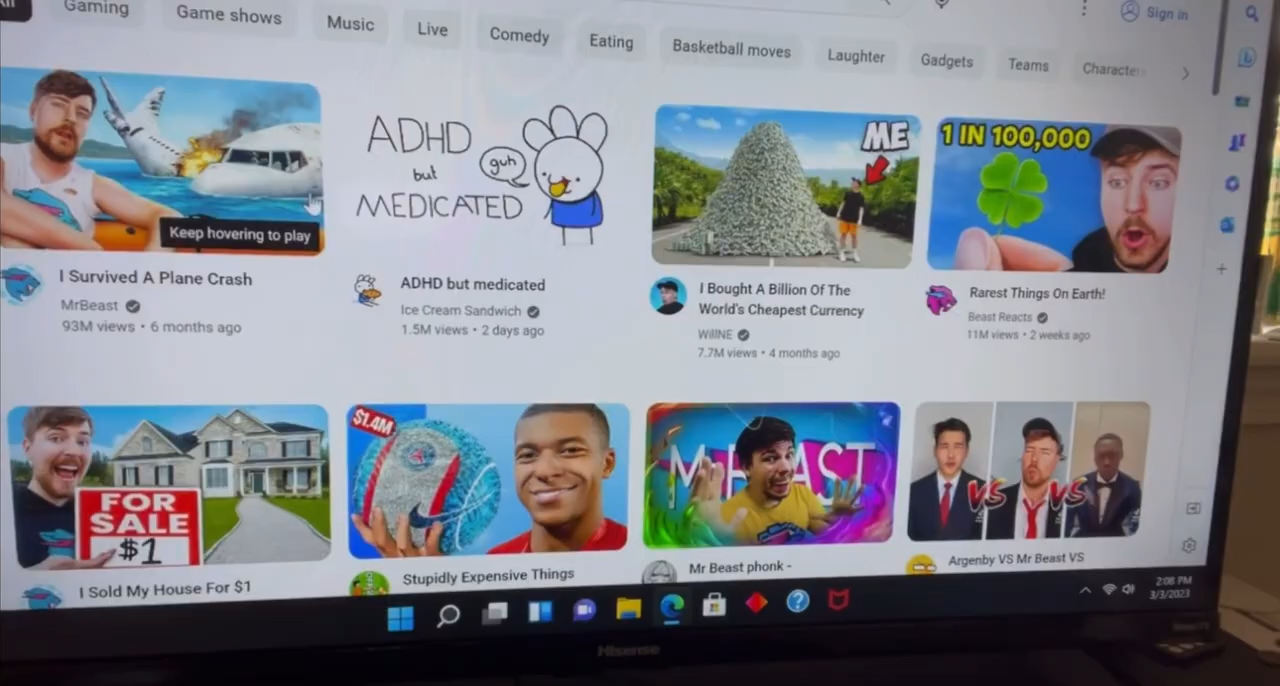 Gaming
Game shows
Music
Live
Comedy
Eating
Basketball moves
Laughter
Gadgets
Teams
Sign in
Keep hovering to play
ADHD
but
MEDICATED
guh
ME
1 IN 100,000
I Survived A Plane Crash
MrBeast
93M views • 6 months ago
ADHD but medicated
Ice Cream Sandwich
1.5M views • 2 days ago
I Bought A Billion Of The
World's Cheapest Currency
WillNE
7.7M views • 4 months ago
Rarest Things On Earth!
Beast Reacts
11M views • 2 weeks ago
FOR
SALE
$1
$1.4M
VS VS
I Sold My House For $1
Stupidly Expensive Things
Mr Beast phonk -
Argenby VS Mr Beast VS
2:08 PM
3/3/2023
Hisense